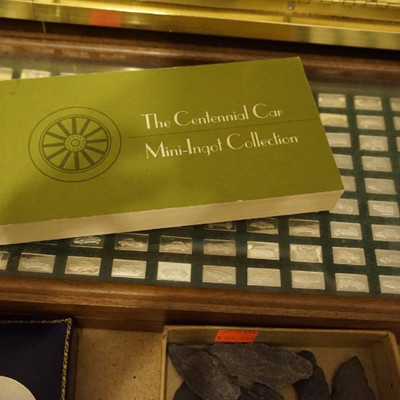 The Centennial Car
Mini-Ingot Collection